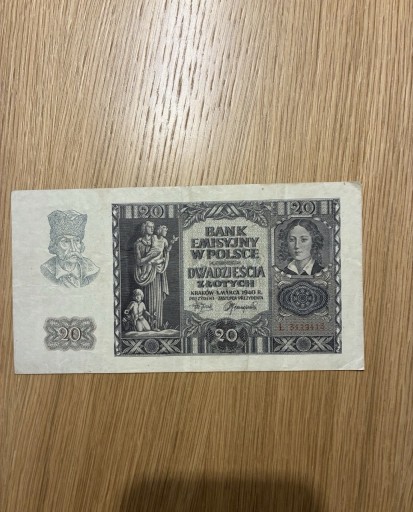 20 20
BANK
EMISYJNY
W POLSCE
DWADZIEŚCIA
ZŁOTYCH
KRAKÓW 1. MARCA 1940 R.
20
20